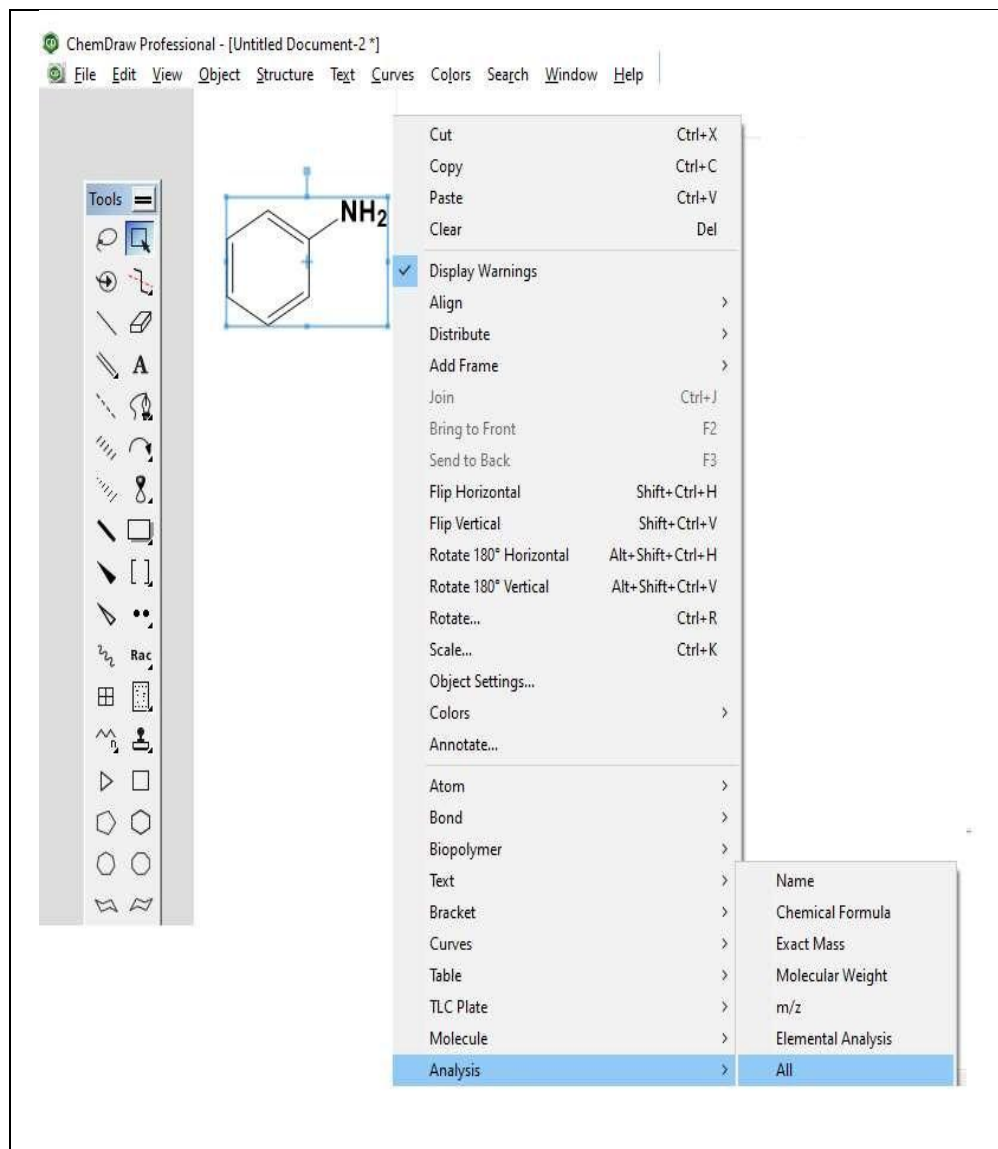 ChemDraw Professional - [Untitled Document-2 *]
File Edit View Object Structure Text Curves Colors Search Window Help
Tools
NH2
A
Rac
n
Cut Ctrl+X
Copy Ctrl+C
Paste Ctrl+V
Clear Del
Display Warnings
Align
Distribute
Add Frame
Join Ctrl+J
Bring to Front F2
Send to Back F3
Flip Horizontal Shift+Ctrl+H
Flip Vertical Shift+Ctrl+V
Rotate 180° Horizontal Alt+Shift+Ctrl+H
Rotate 180° Vertical Alt+Shift+Ctrl+V
Rotate... Ctrl+R
Scale... Ctrl+K
Object Settings...
Colors
Annotate...
Atom
Bond
Biopolymer
Text
Bracket
Curves
Table
TLC Plate
Molecule
Analysis
Name
Chemical Formula
Exact Mass
Molecular Weight
m/z
Elemental Analysis
All